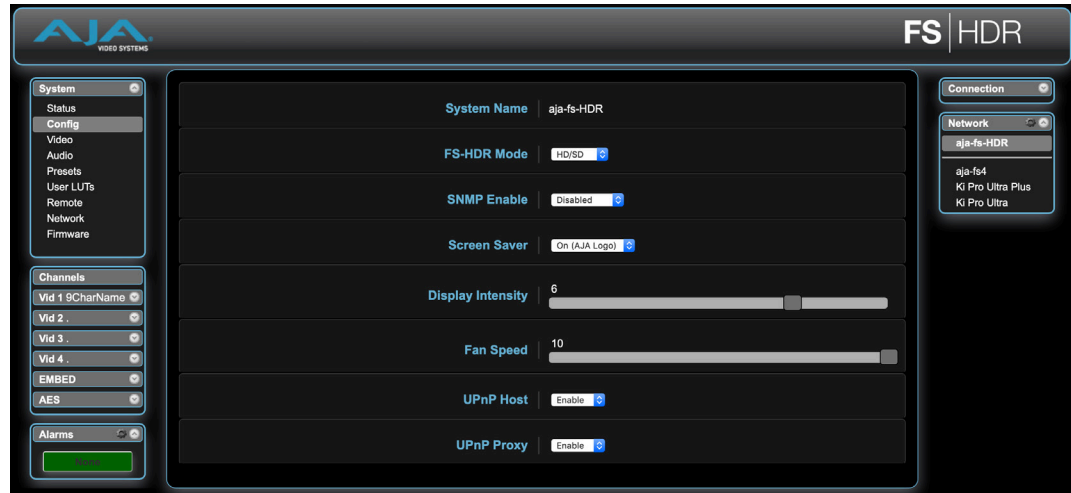 AJA
VIDEO SYSTEMS
FS|HDR
System
Status
Config
Video
Audio
Presets
User LUTs
Remote
Network
Firmware
Channels
Vid 1 9CharName
Vid 2 .
Vid 3 .
Vid 4 .
EMBED
AES
Alarms
None
System Name aja-fs-HDR
FS-HDR Mode HD/SD
SNMP Enable Disabled
Screen Saver On (AJA Logo)
Display Intensity 6
Fan Speed 10
UPnP Host Enable
UPnP Proxy Enable
Connection
Network
aja-fs-HDR
aja-fs4
Ki Pro Ultra Plus
Ki Pro Ultra